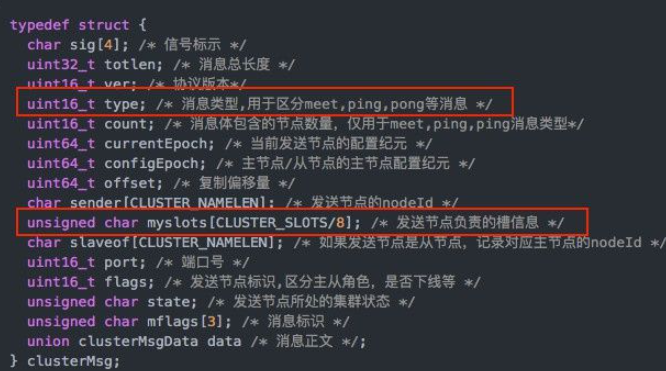 typedef struct {
char sig[4]; /* 信号标示 */
uint32_t totlen; /* 消息总长度 */
uint16_t ver; /* 协议版本*/
uint16_t type; /* 消息类型,用于区分meet,ping,pong等消息 */
uint16_t count; /* 消息体包含的节点数量，仅用于meet,ping,ping消息类型*/
uint64_t currentEpoch; /* 当前发送节点的配置纪元 */
uint64_t configEpoch; /* 主节点/从节点的主节点配置纪元 */
uint64_t offset; /* 复制偏移量 */
char sender[CLUSTER_NAMELEN]; /* 发送节点的nodeId */
unsigned char myslots[CLUSTER_SLOTS/8]; /* 发送节点负责的槽信息 */
char slaveof[CLUSTER_NAMELEN]; /* 如果发送节点是从节点，记录对应主节点的nodeId */
uint16_t port; /* 端口号 */
uint16_t flags; /* 发送节点标识,区分主从角色，是否下线等 */
unsigned char state; /* 发送节点所处的集群状态 */
unsigned char mflags[3]; /* 消息标识 */
union clusterMsgData data /* 消息正文 */;
} clusterMsg;